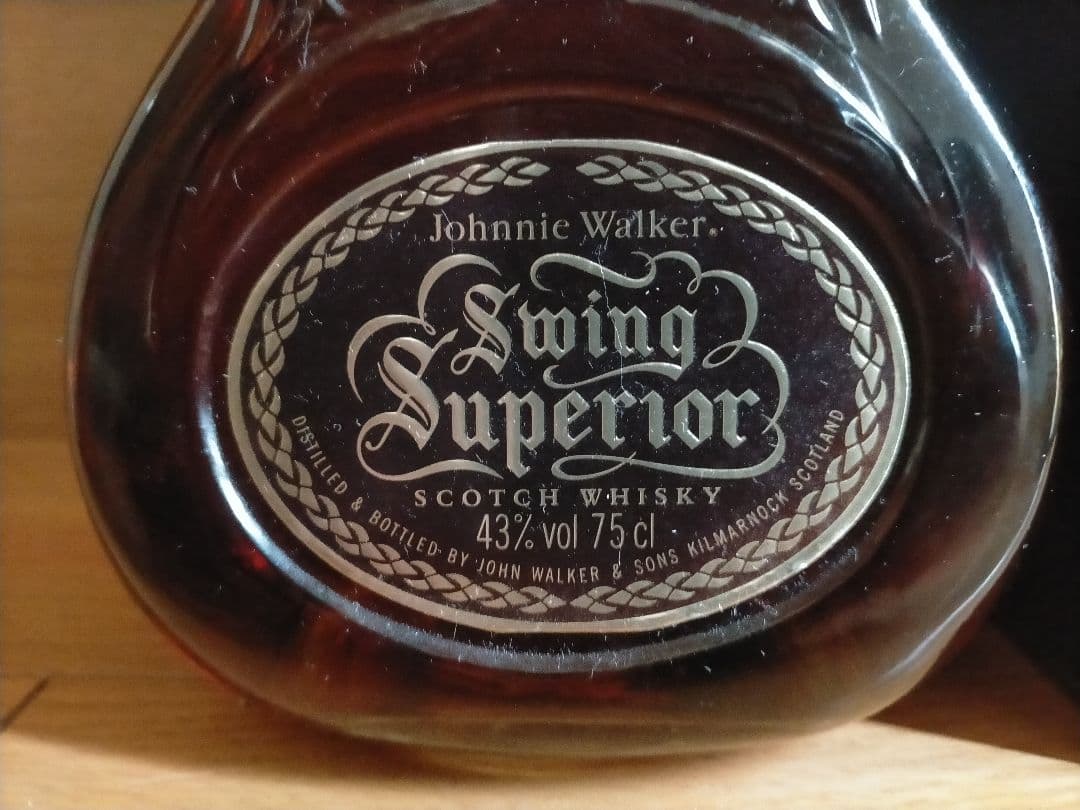 Johnnie Walker.
Swing
Superior
SCOTCH WHISKY
43% vol 75 cl
DISTILLED & BOTTLED BY JOHN WALKER & SONS KILMARNOCK SCOTLAND